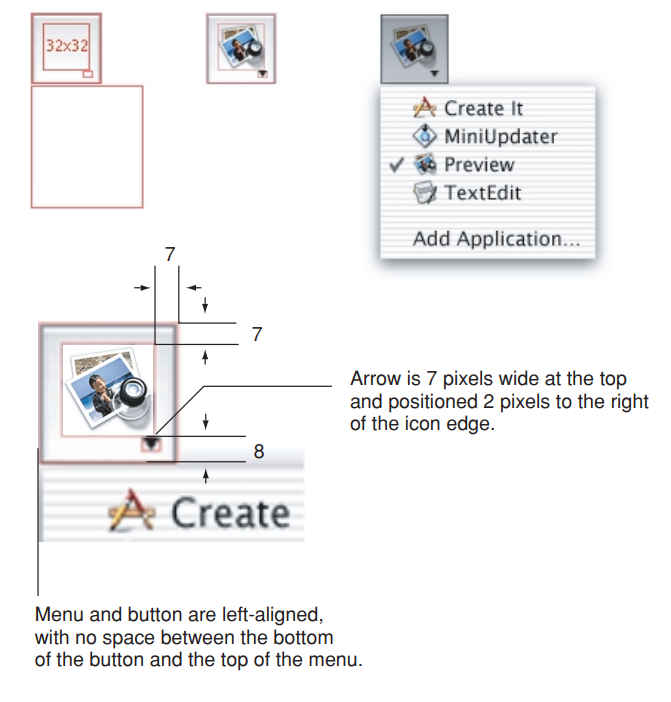 32x32
Create It
MiniUpdater
Preview
TextEdit
Add Application...
7
7
Arrow is 7 pixels wide at the top
and positioned 2 pixels to the right
of the icon edge.
8
Create
Menu and button are left-aligned,
with no space between the bottom
of the button and the top of the menu.